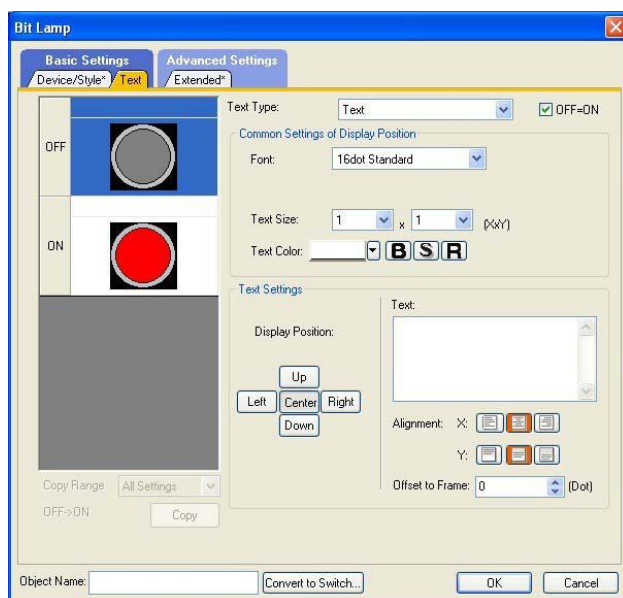 Bit Lamp
Basic Settings Advanced Settings
Device/Style* Text Extended*
OFF
ON
Text Type: Text OFF=ON
Common Settings of Display Position
Font: 16dot Standard
Text Size: 1 x 1 (XxY)
Text Color: B S R
Text Settings
Display Position:
Up
Left Center Right
Down
Text:
Alignment: X:
Y:
Offset to Frame: 0 (Dot)
Copy Range All Settings
OFF->ON Copy
Object Name: Convert to Switch... OK Cancel